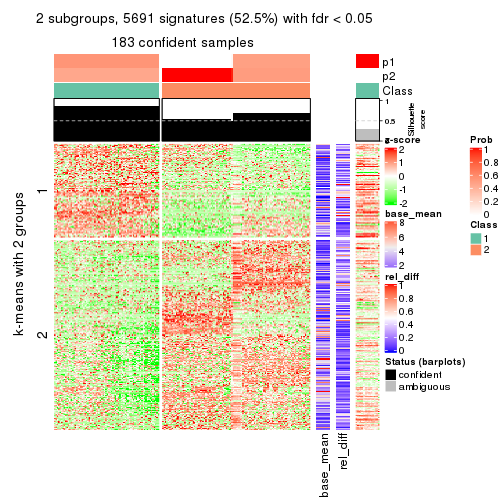 2 subgroups, 5691 signatures (52.5%) with fdr < 0.05
183 confident samples
p1
p2
Class
1
0.5
0
Silhouette
score
k-means with 2 groups
1
2
z-score
2
1
0
-1
-2
base_mean
8
6
4
2
rel_diff
1
0.8
0.6
0.4
0.2
0
Status (barplots)
confident
ambiguous
Prob
1
0.8
0.6
0.4
0.2
0
Class
1
2
base_mean
rel_diff